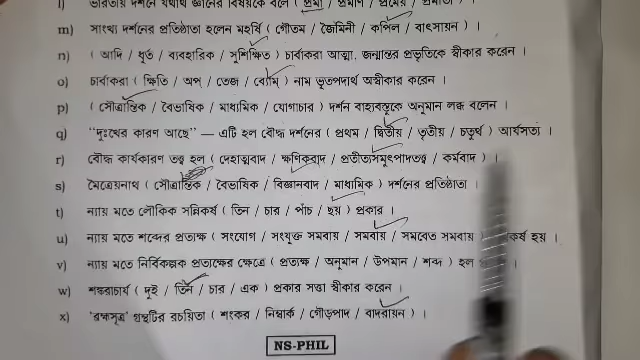 l) ভারতীয় দর্শনে যথার্থ জ্ঞানের বিষয়কে বলে ( প্রমা / প্রমাণ / প্রমেয় / প্রমাতা ) ।
m) সাংখ্য দর্শনের প্রতিষ্ঠাতা হলেন মহর্ষি ( গৌতম / জৈমিনী / কপিল / বাৎসায়ন ) ।
n) ( আদি / ধূর্ত / ব্যবহারিক / সুশিক্ষিত ) চার্বাকরা আত্মা, জন্মান্তর প্রভৃতিকে স্বীকার করেন ।
o) চার্বাকরা ( ক্ষিতি / অপ্ / তেজ / ব্যোম্ ) নাম ভূতপদার্থ অস্বীকার করেন ।
p) ( সৌত্রান্তিক / বৈভাষিক / মাধ্যমিক / যোগাচার ) দর্শন বাহ্যবস্তুকে অনুমান লব্ধ বলেন ।
q) “দুঃখের কারণ আছে” — এটি হল বৌদ্ধ দর্শনের ( প্রথম / দ্বিতীয় / তৃতীয় / চতুর্থ ) আর্যসত্য ।
r) বৌদ্ধ কার্যকারণ তত্ত্ব হল ( দেহাত্মবাদ / ক্ষণিকবাদ / প্রতীত্যসমুৎপাদতত্ত্ব / কর্মবাদ ) ।
s) মৈত্রেয়নাথ ( সৌত্রান্তিক / বৈভাষিক / বিজ্ঞানবাদ / মাধ্যমিক ) দর্শনের প্রতিষ্ঠাতা ।
t) ন্যায় মতে লৌকিক সন্নিকর্ষ ( তিন / চার / পাঁচ / ছয় ) প্রকার ।
u) ন্যায় মতে শব্দের প্রত্যক্ষ ( সংযোগ / সংযুক্ত সমবায় / সমবায় / সমবেত সমবায় ) কর্ষ হয় ।
v) ন্যায় মতে নির্বিকল্পক প্রত্যক্ষের ক্ষেত্রে ( প্রত্যক্ষ / অনুমান / উপমান / শব্দ ) হল
w) শঙ্করাচার্য ( দুই / তিন / চার / এক ) প্রকার সত্তা স্বীকার করেন ।
x) 'ব্রহ্মসূত্র' গ্রন্থটির রচয়িতা ( শংকর / নিম্বার্ক / গৌড়পাদ / বাদরায়ন ) ।
NS-PHIL